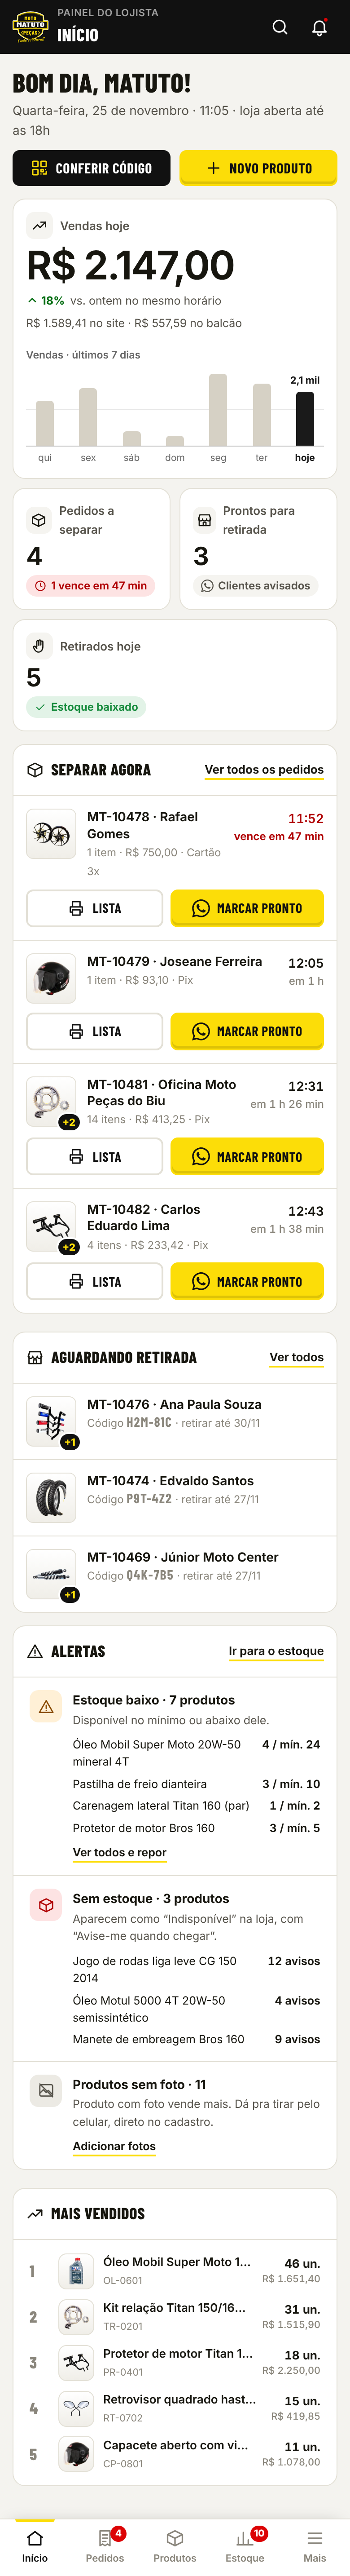 MOTO
MATUTO
PEÇAS
PAINEL DO LOJISTA
INÍCIO
BOM DIA, MATUTO!
Quarta-feira, 25 de novembro · 11:05 · loja aberta até
as 18h
CONFERIR CÓDIGO
NOVO PRODUTO
Vendas hoje
R$ 2.147,00
18% vs. ontem no mesmo horário
R$ 1.589,41 no site · R$ 557,59 no balcão
Vendas · últimos 7 dias
2,1 mil
qui sex sáb dom seg ter hoje
Pedidos a
separar
4
1 vence em 47 min
Prontos para
retirada
3
Clientes avisados
Retirados hoje
5
Estoque baixado
SEPARAR AGORA
Ver todos os pedidos
MT-10478 · Rafael
Gomes
1 item · R$ 750,00 · Cartão
3x
11:52
vence em 47 min
LISTA
MARCAR PRONTO
MT-10479 · Joseane Ferreira
1 item · R$ 93,10 · Pix
12:05
em 1 h
LISTA
MARCAR PRONTO
+2
MT-10481 · Oficina Moto
Peças do Biu
14 itens · R$ 413,25 · Pix
12:31
em 1 h 26 min
LISTA
MARCAR PRONTO
+2
MT-10482 · Carlos
Eduardo Lima
4 itens · R$ 233,42 · Pix
12:43
em 1 h 38 min
LISTA
MARCAR PRONTO
AGUARDANDO RETIRADA
Ver todos
+1
MT-10476 · Ana Paula Souza
Código H2M-81C · retirar até 30/11
MT-10474 · Edvaldo Santos
Código P9T-4Z2 · retirar até 27/11
+1
MT-10469 · Júnior Moto Center
Código Q4K-7B5 · retirar até 27/11
ALERTAS
Ir para o estoque
Estoque baixo · 7 produtos
Disponível no mínimo ou abaixo dele.
Óleo Mobil Super Moto 20W-50
mineral 4T
4 / mín. 24
Pastilha de freio dianteira
3 / mín. 10
Carenagem lateral Titan 160 (par)
1 / mín. 2
Protetor de motor Bros 160
3 / mín. 5
Ver todos e repor
Sem estoque · 3 produtos
Aparecem como “Indisponível” na loja, com
“Avise-me quando chegar”.
Jogo de rodas liga leve CG 150
2014
12 avisos
Óleo Motul 5000 4T 20W-50
semissintético
4 avisos
Manete de embreagem Bros 160
9 avisos
Produtos sem foto · 11
Produto com foto vende mais. Dá pra tirar pelo
celular, direto no cadastro.
Adicionar fotos
MAIS VENDIDOS
1
Óleo Mobil Super Moto 1...
OL-0601
46 un.
R$ 1.651,40
2
Kit relação Titan 150/16...
TR-0201
31 un.
R$ 1.515,90
3
Protetor de motor Titan 1...
PR-0401
18 un.
R$ 2.250,00
4
Retrovisor quadrado hast...
RT-0702
15 un.
R$ 419,85
5
Capacete aberto com vi...
CP-0801
11 un.
R$ 1.078,00
Início
4
Pedidos
Produtos
10
Estoque
Mais